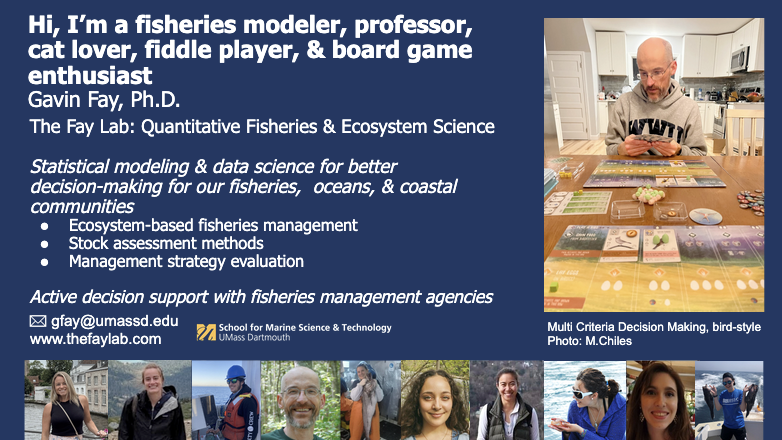 Hi, I’m a fisheries modeler, professor,
cat lover, fiddle player, & board game
enthusiast
Gavin Fay, Ph.D.
The Fay Lab: Quantitative Fisheries & Ecosystem Science
Statistical modeling & data science for better
decision-making for our fisheries,  oceans, & coastal
communities
● Ecosystem-based fisheries management
● Stock assessment methods
● Management strategy evaluation
Active decision support with fisheries management agencies
gfay@umassd.edu
www.thefaylab.com
School for Marine Science & Technology
UMass Dartmouth
Multi Criteria Decision Making, bird-style
Photo: M.Chiles